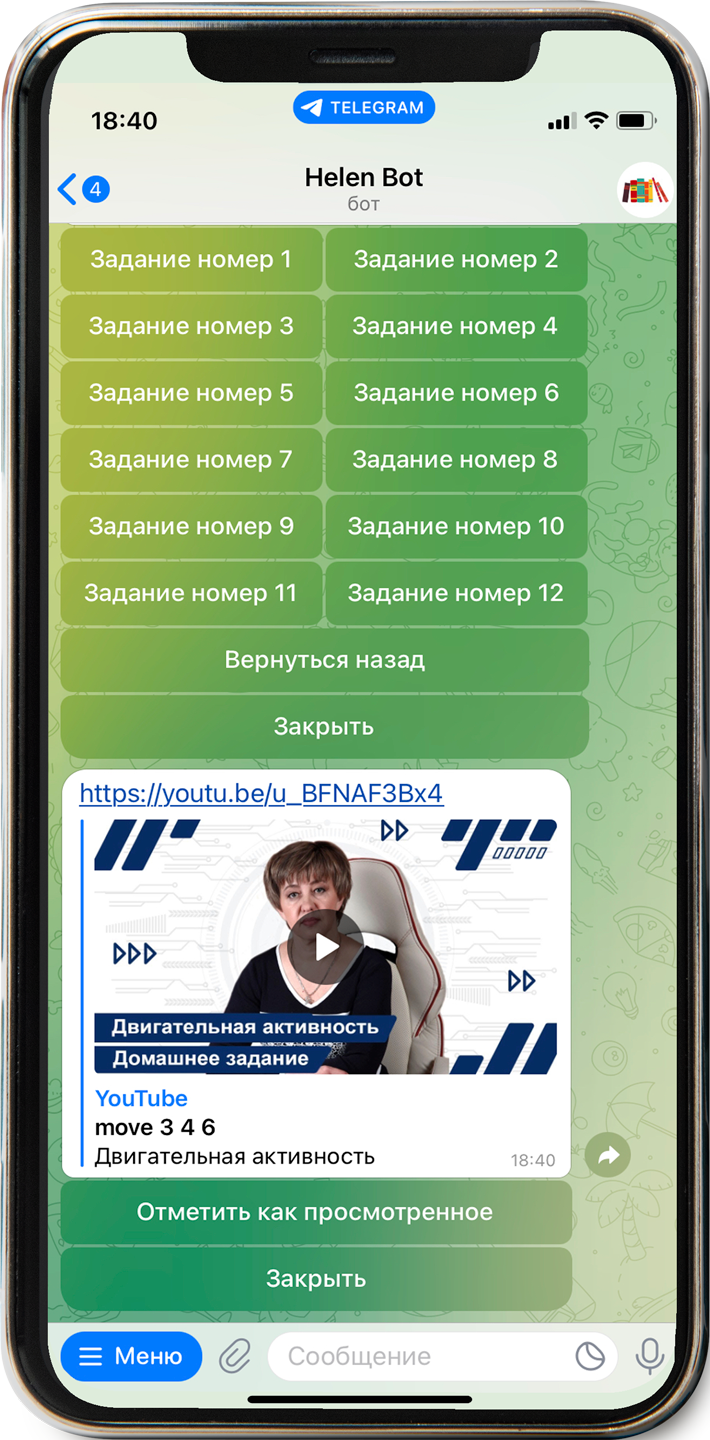 18:40
TELEGRAM
4
Helen Bot
бот
Задание номер 1
Задание номер 2
Задание номер 3
Задание номер 4
Задание номер 5
Задание номер 6
Задание номер 7
Задание номер 8
Задание номер 9
Задание номер 10
Задание номер 11
Задание номер 12
Вернуться назад
Закрыть
https://youtu.be/u_BFNAF3Bx4
Двигательная активность
Домашнее задание
YouTube
move 3 4 6
Двигательная активность
18:40
Отметить как просмотренное
Закрыть
Меню
Сообщение